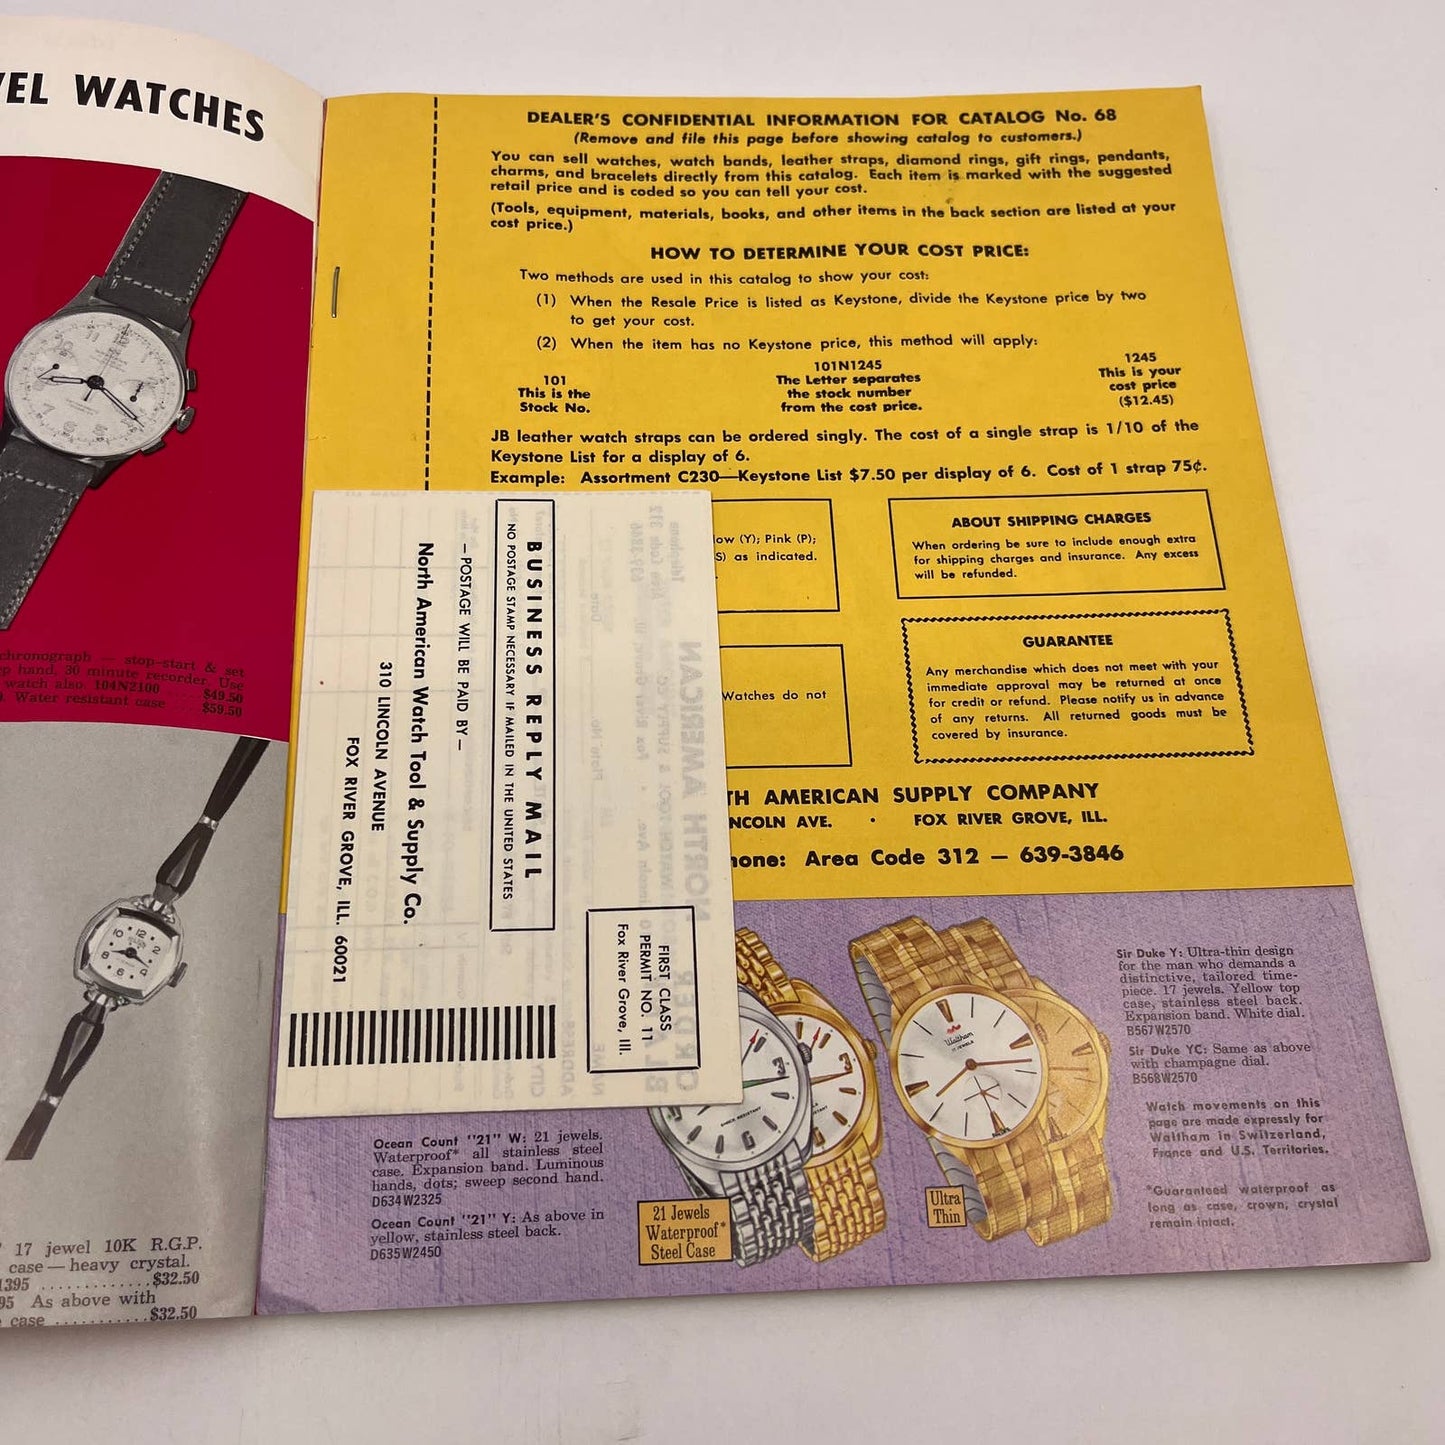 VEL WATCHES
chronograph — stop-start & set
p hand, 30 minute recorder. Use
watch also. 104N2100 $49.50
Water resistant case $59.50
17 jewel 10K R.G.P.
case — heavy crystal.
1395 ............. $32.50
95 As above with
case ............ $32.50
DEALER'S CONFIDENTIAL INFORMATION FOR CATALOG No. 68
(Remove and file this page before showing catalog to customers.)
You can sell watches, watch bands, leather straps, diamond rings, gift rings, pendants,
charms, and bracelets directly from this catalog. Each item is marked with the suggested
retail price and is coded so you can tell your cost.
(Tools, equipment, materials, books, and other items in the back section are listed at your
cost price.)
HOW TO DETERMINE YOUR COST PRICE:
Two methods are used in this catalog to show your cost:
(1) When the Resale Price is listed as Keystone, divide the Keystone price by two
to get your cost.
(2) When the item has no Keystone price, this method will apply:
101
This is the
Stock No.
101N1245
The Letter separates
the stock number
from the cost price.
1245
This is your
cost price
($12.45)
JB leather watch straps can be ordered singly. The cost of a single strap is 1/10 of the
Keystone List for a display of 6.
Example: Assortment C230—Keystone List $7.50 per display of 6. Cost of 1 strap 75¢.
low (Y); Pink (P);
S) as indicated.
Watches do not
ABOUT SHIPPING CHARGES
When ordering be sure to include enough extra
for shipping charges and insurance. Any excess
will be refunded.
GUARANTEE
Any merchandise which does not meet with your
immediate approval may be returned at once
for credit or refund. Please notify us in advance
of any returns. All returned goods must be
covered by insurance.
TH AMERICAN SUPPLY COMPANY
NCOLN AVE. • FOX RIVER GROVE, ILL.
hone: Area Code 312 — 639-3846
BUSINESS REPLY MAIL
NO POSTAGE STAMP NECESSARY IF MAILED IN THE UNITED STATES
— POSTAGE WILL BE PAID BY —
North American Watch Tool & Supply Co.
310 LINCOLN AVENUE
FOX RIVER GROVE, ILL. 60021
FIRST CLASS
PERMIT NO. 11
Fox River Grove, Ill.
Ocean Count "21" W: 21 jewels.
Waterproof* all stainless steel
case. Expansion band. Luminous
hands, dots; sweep second hand.
D634W2325
Ocean Count "21" Y: As above in
yellow, stainless steel back.
D635W2450
21 Jewels
Waterproof*
Steel Case
Waltham
17 JEWELS
Ultra
Thin
Sir Duke Y: Ultra-thin design
for the man who demands a
distinctive, tailored time-
piece. 17 jewels. Yellow top
case, stainless steel back.
Expansion band. White dial.
B567W2570
Sir Duke YC: Same as above
with champagne dial.
B568W2570
Watch movements on this
page are made expressly for
Waltham in Switzerland,
France and U.S. Territories.
*Guaranteed waterproof as
long as case, crown, crystal
remain intact.